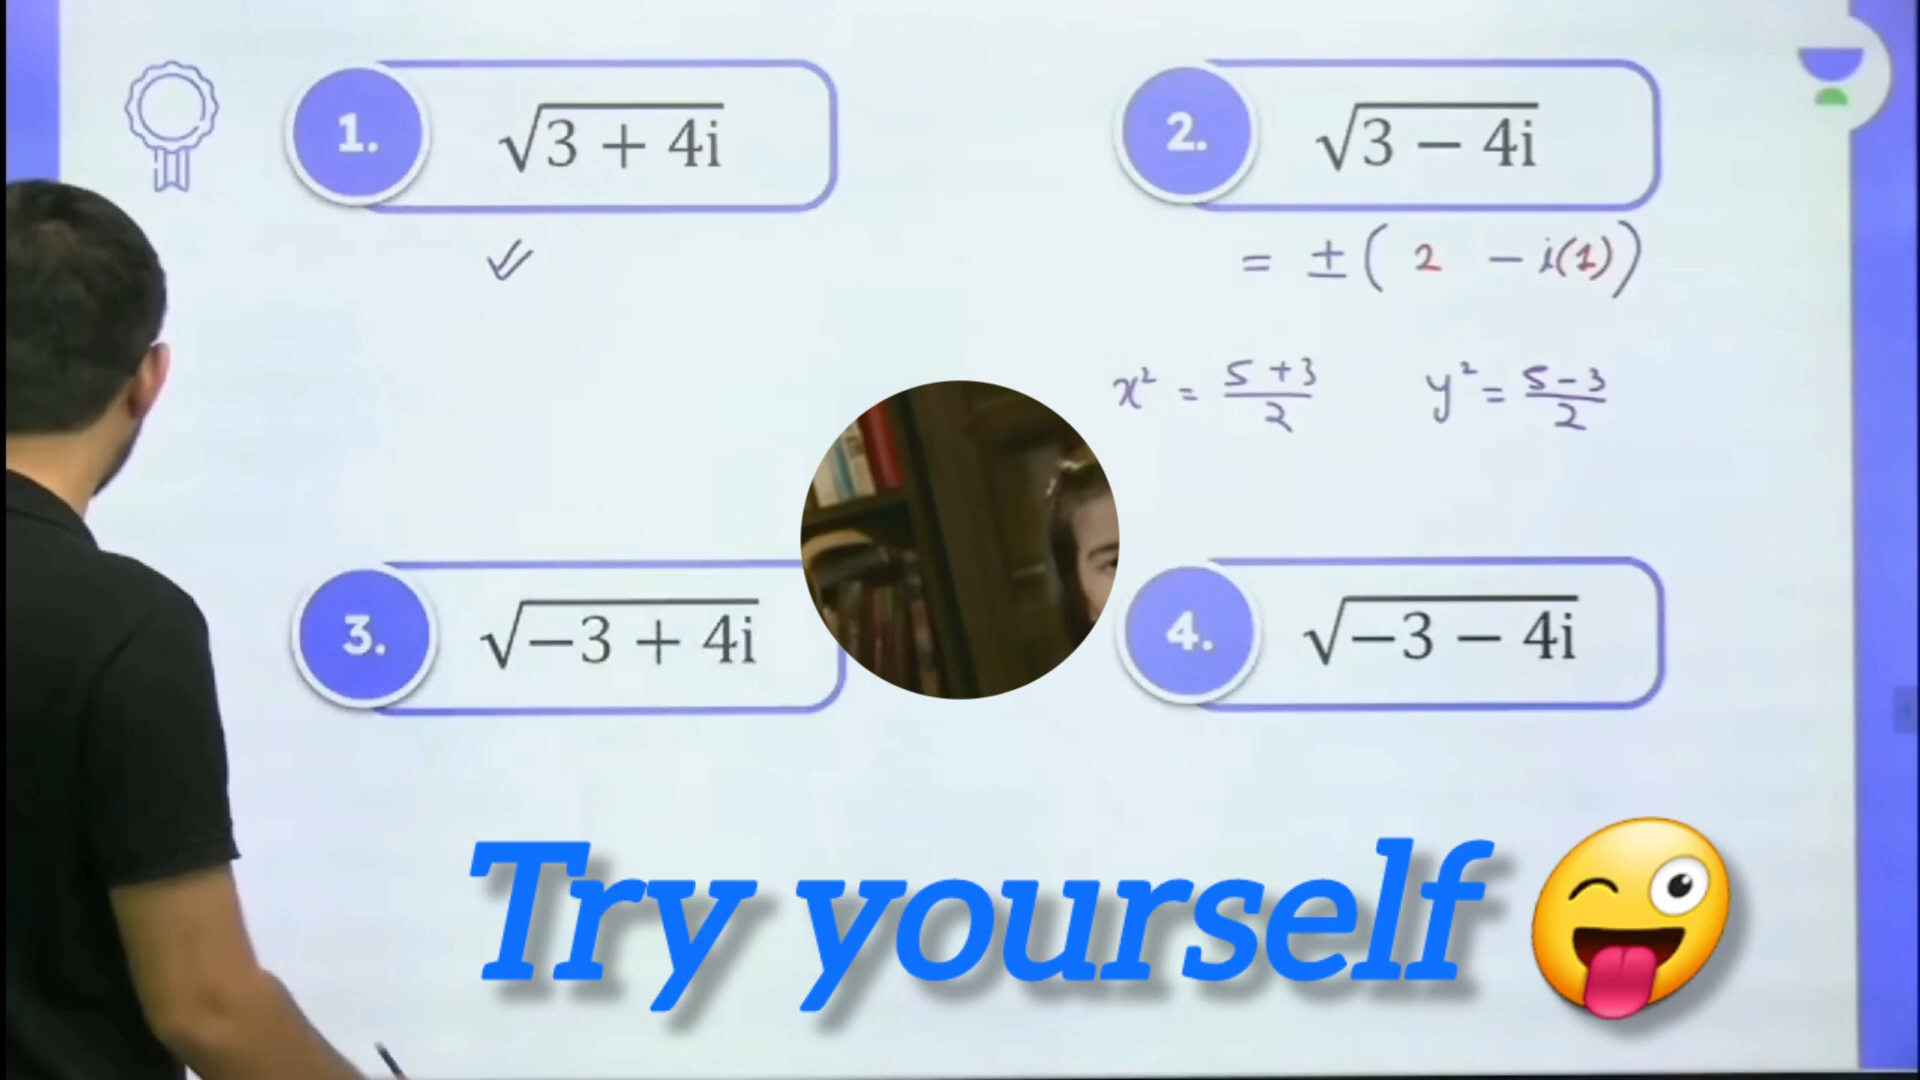 1. √3 + 4i
2. √3 − 4i
= ± ( 2 − i(1) )
x² = 5 + 3 / 2
y² = 5 − 3 / 2
3. √−3 + 4i
4. √−3 − 4i
Try yourself